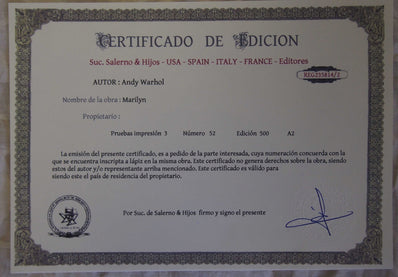 CERTIFICADO DE EDICION
Suc. Salerno & Hijos - USA - SPAIN - ITALY - FRANCE - Editores
REG255814/2
AUTOR : Andy Warhol
Nombre de la obra : Marilyn
Propiotario :
Pruebas impresión 3 Número 52 Edición 500 A2
La emisión del presente certificado, es a pedido de la parte interesada, cuya numeración concuerda con la
que se encuentra inscripta a lápiz en la misma obra. Este certificado no genera derechos sobre la obra, siendo
estos del autor y/o representante arriba mencionado. Este certificado es válido para
siendo este el país de residencia del propietario.
Por Suc. de Salerno & Hijos firmo y signo el presente